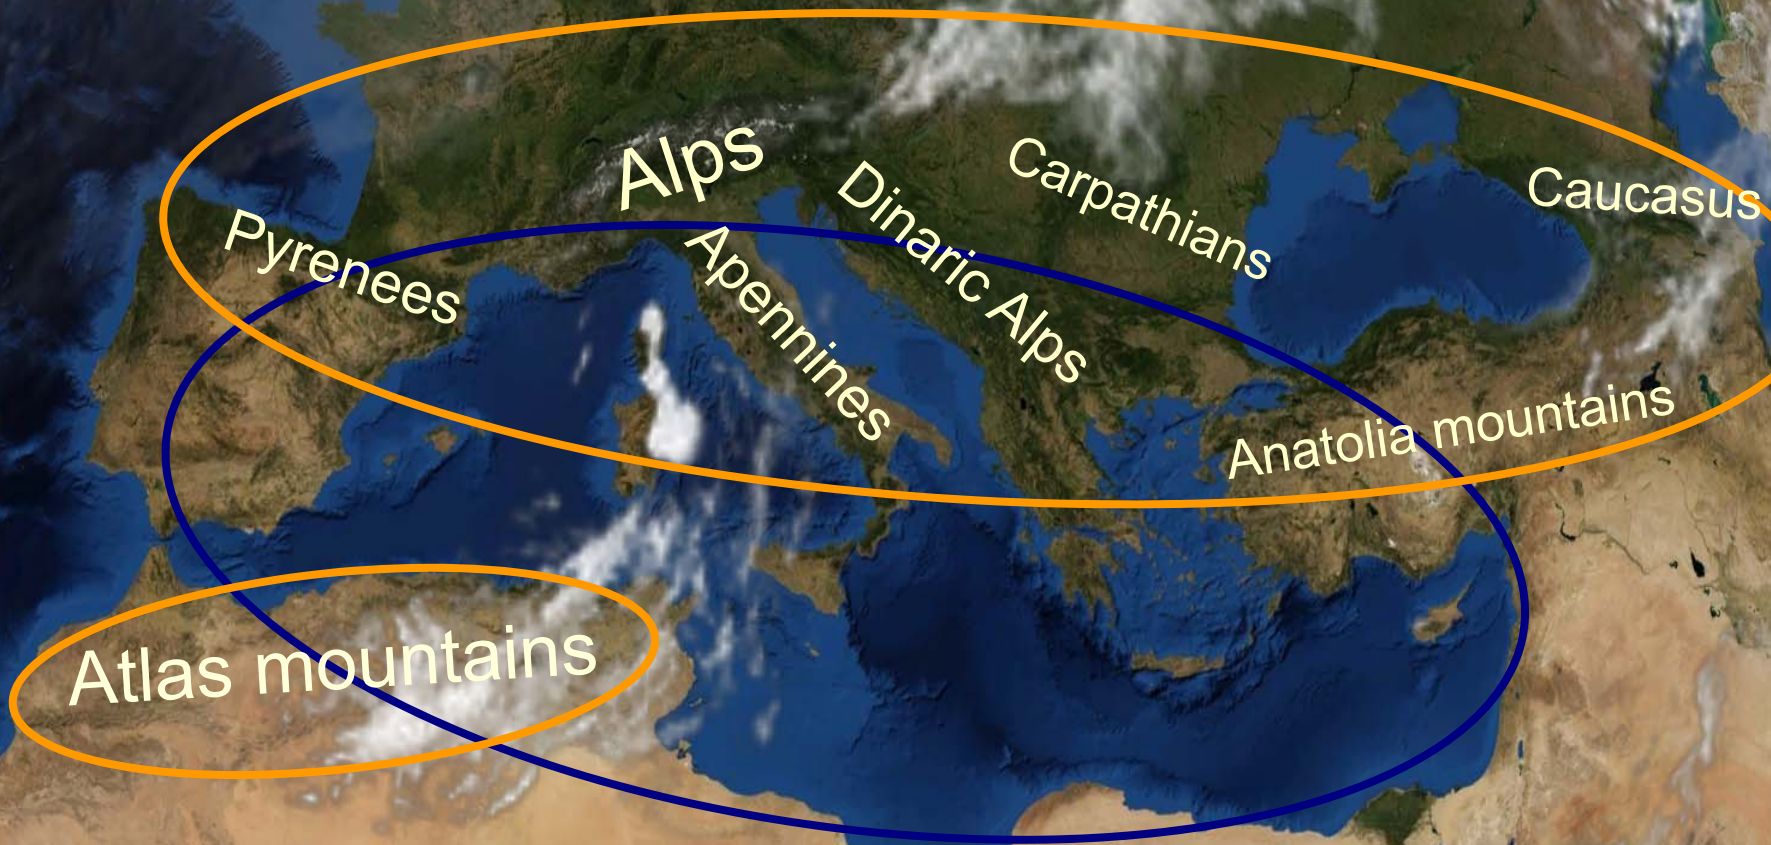 Alps
Carpathians
Caucasus
Dinaric Alps
Pyrenees
Apennines
Anatolia mountains
Atlas mountains